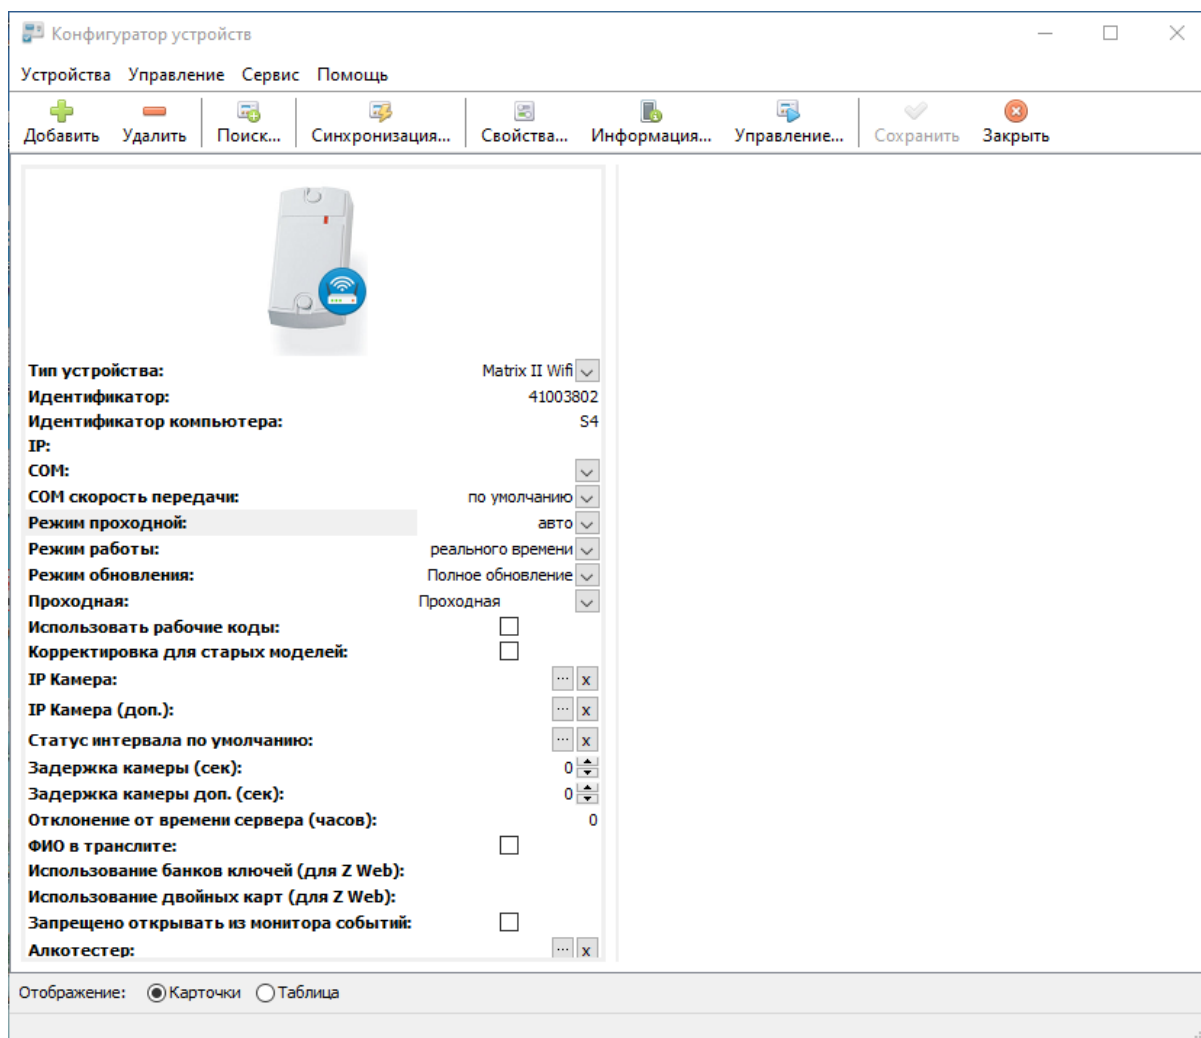 Конфигуратор устройств
Устройства Управление Сервис Помощь
Добавить Удалить Поиск... Синхронизация... Свойства... Информация... Управление... Сохранить Закрыть
Тип устройства: Matrix II Wifi
Идентификатор: 41003802
Идентификатор компьютера: S4
IP:
COM:
COM скорость передачи: по умолчанию
Режим проходной: авто
Режим работы: реального времени
Режим обновления: Полное обновление
Проходная: Проходная
Использовать рабочие коды:
Корректировка для старых моделей:
IP Камера: ... x
IP Камера (доп.): ... x
Статус интервала по умолчанию: ... x
Задержка камеры (сек): 0
Задержка камеры доп. (сек): 0
Отклонение от времени сервера (часов): 0
ФИО в транслите:
Использование банков ключей (для Z Web):
Использование двойных карт (для Z Web):
Запрещено открывать из монитора событий:
Алкотестер: ... x
Отображение: Карточки Таблица